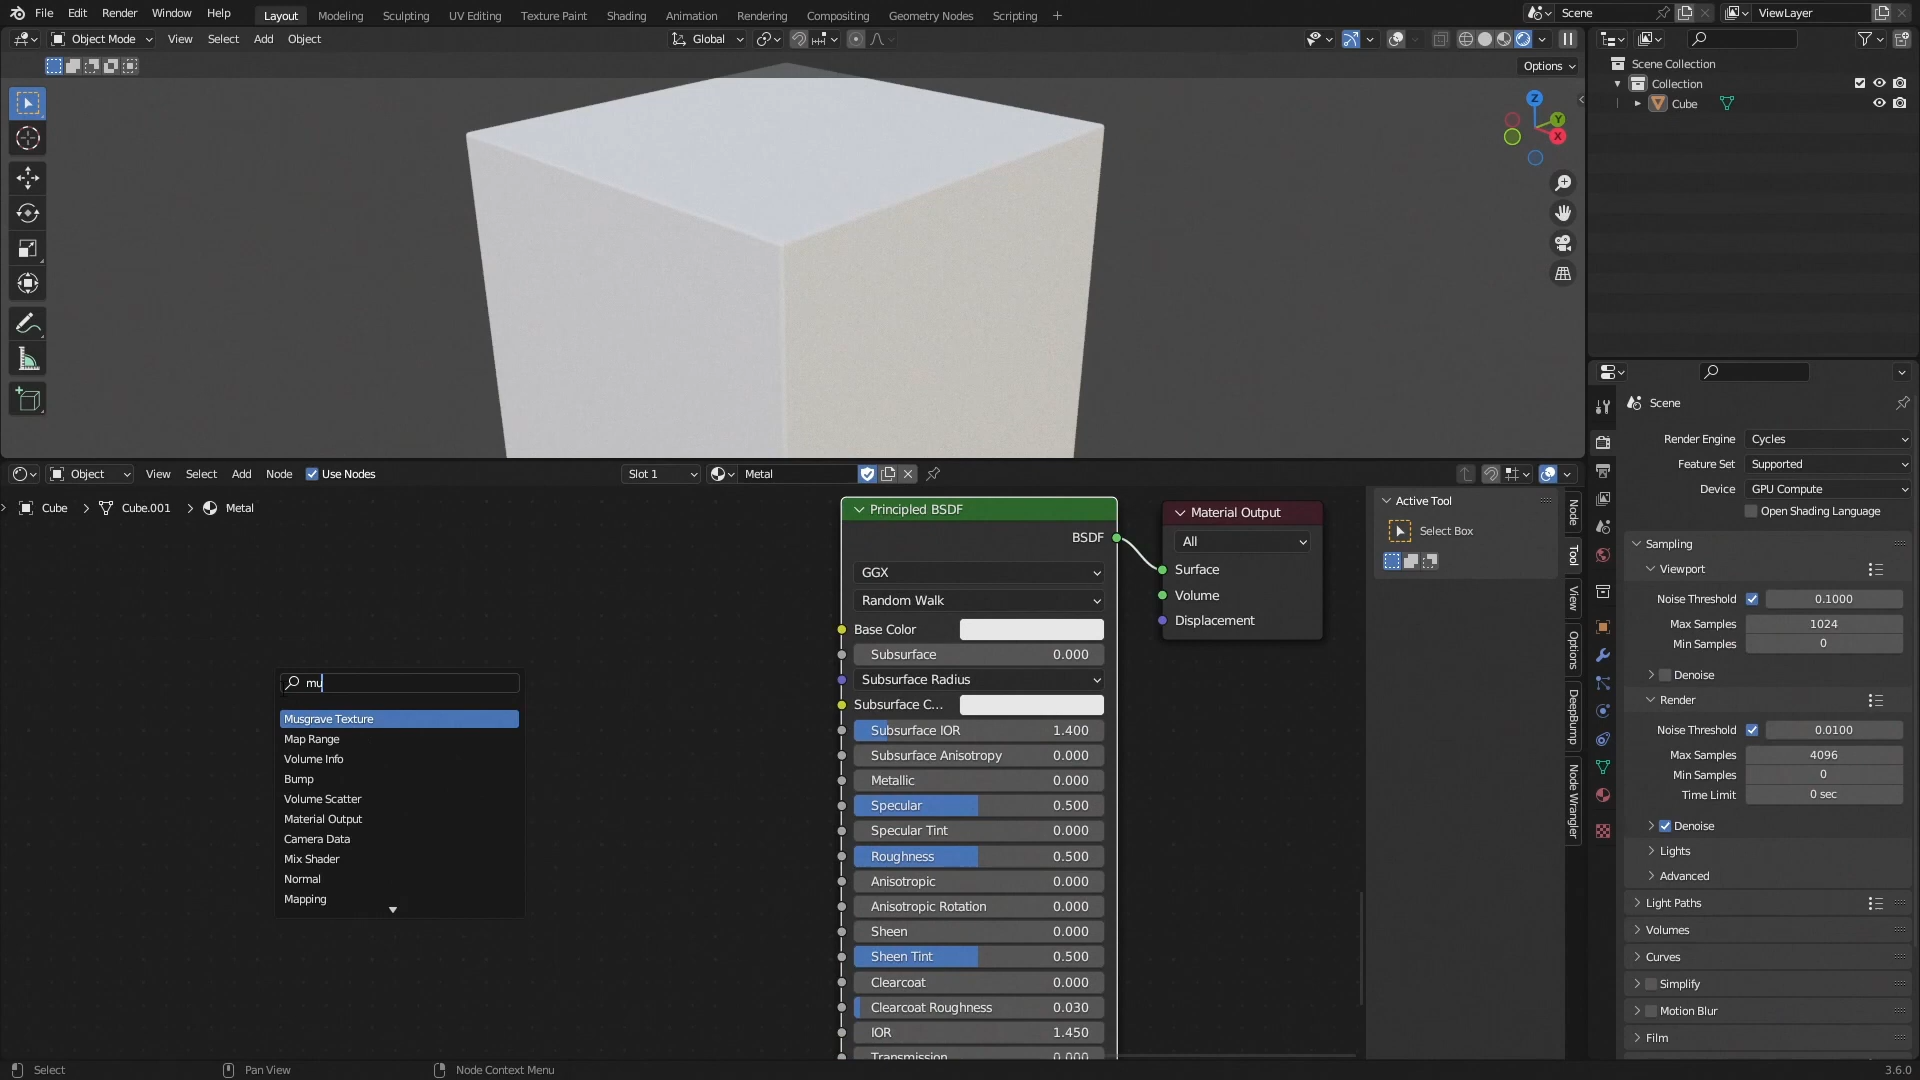 File Edit Render Window Help Layout Modeling Sculpting UV Editing Texture Paint Shading Animation Rendering Compositing Geometry Nodes Scripting + Scene ViewLayer
Object Mode View Select Add Object Global
Options
Z
Y
X
Scene Collection
Collection
Cube
Scene
Render Engine Cycles
Feature Set Supported
Device GPU Compute
Open Shading Language
Sampling
Viewport
Noise Threshold 0.1000
Max Samples 1024
Min Samples 0
Denoise
Render
Noise Threshold 0.0100
Max Samples 4096
Min Samples 0
Time Limit 0 sec
Denoise
Lights
Advanced
Light Paths
Volumes
Curves
Simplify
Motion Blur
Film
Object View Select Add Node Use Nodes Slot 1 Metal
Cube > Cube.001 > Metal
mu
Musgrave Texture
Map Range
Volume Info
Bump
Volume Scatter
Material Output
Camera Data
Mix Shader
Normal
Mapping
Principled BSDF
BSDF
GGX
Random Walk
Base Color
Subsurface 0.000
Subsurface Radius
Subsurface C...
Subsurface IOR 1.400
Subsurface Anisotropy 0.000
Metallic 0.000
Specular 0.500
Specular Tint 0.000
Roughness 0.500
Anisotropic 0.000
Anisotropic Rotation 0.000
Sheen 0.000
Sheen Tint 0.500
Clearcoat 0.000
Clearcoat Roughness 0.030
IOR 1.450
Transmission 0.000
Material Output
All
Surface
Volume
Displacement
Active Tool
Select Box
Node
Tool
View
Options
DeepBump
Node Wrangler
Select Pan View Node Context Menu 3.6.0